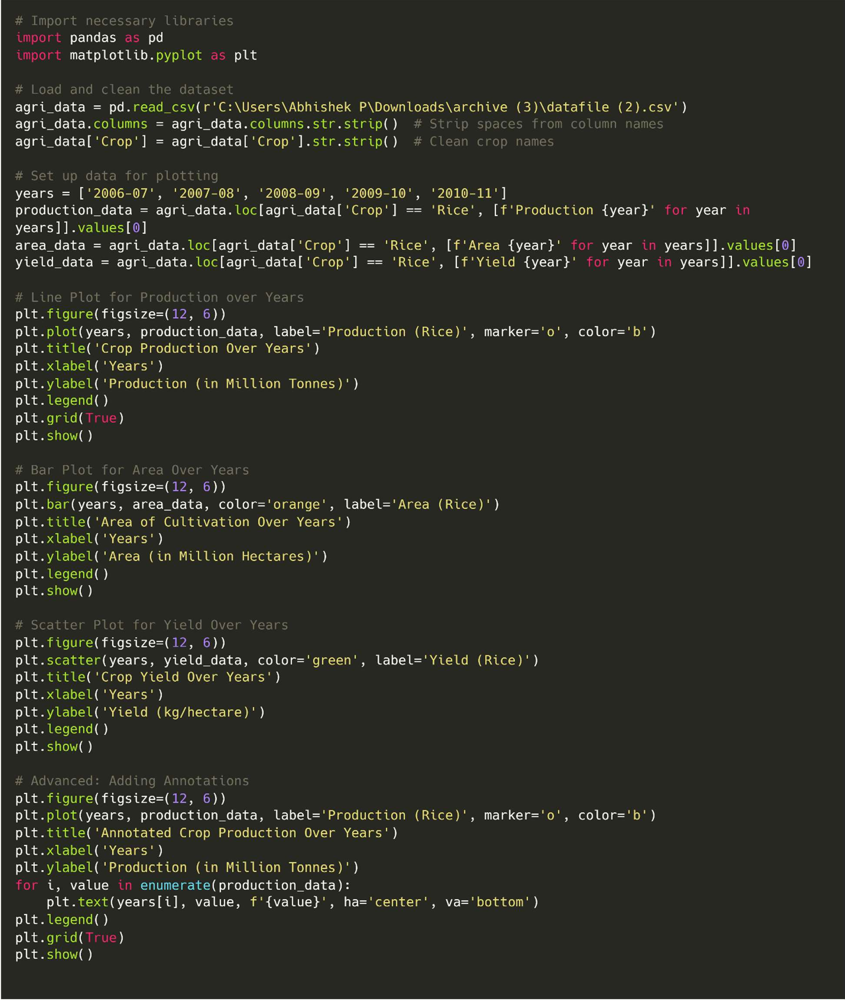 # Import necessary libraries
import pandas as pd
import matplotlib.pyplot as plt

# Load and clean the dataset
agri_data = pd.read_csv(r'C:\Users\Abhishek P\Downloads\archive (3)\datafile (2).csv')
agri_data.columns = agri_data.columns.str.strip()  # Strip spaces from column names
agri_data['Crop'] = agri_data['Crop'].str.strip()  # Clean crop names

# Set up data for plotting
years = ['2006-07', '2007-08', '2008-09', '2009-10', '2010-11']
production_data = agri_data.loc[agri_data['Crop'] == 'Rice', [f'Production {year}' for year in
years]].values[0]
area_data = agri_data.loc[agri_data['Crop'] == 'Rice', [f'Area {year}' for year in years]].values[0]
yield_data = agri_data.loc[agri_data['Crop'] == 'Rice', [f'Yield {year}' for year in years]].values[0]

# Line Plot for Production over Years
plt.figure(figsize=(12, 6))
plt.plot(years, production_data, label='Production (Rice)', marker='o', color='b')
plt.title('Crop Production Over Years')
plt.xlabel('Years')
plt.ylabel('Production (in Million Tonnes)')
plt.legend()
plt.grid(True)
plt.show()

# Bar Plot for Area Over Years
plt.figure(figsize=(12, 6))
plt.bar(years, area_data, color='orange', label='Area (Rice)')
plt.title('Area of Cultivation Over Years')
plt.xlabel('Years')
plt.ylabel('Area (in Million Hectares)')
plt.legend()
plt.show()

# Scatter Plot for Yield Over Years
plt.figure(figsize=(12, 6))
plt.scatter(years, yield_data, color='green', label='Yield (Rice)')
plt.title('Crop Yield Over Years')
plt.xlabel('Years')
plt.ylabel('Yield (kg/hectare)')
plt.legend()
plt.show()

# Advanced: Adding Annotations
plt.figure(figsize=(12, 6))
plt.plot(years, production_data, label='Production (Rice)', marker='o', color='b')
plt.title('Annotated Crop Production Over Years')
plt.xlabel('Years')
plt.ylabel('Production (in Million Tonnes)')
for i, value in enumerate(production_data):
    plt.text(years[i], value, f'{value}', ha='center', va='bottom')
plt.legend()
plt.grid(True)
plt.show()